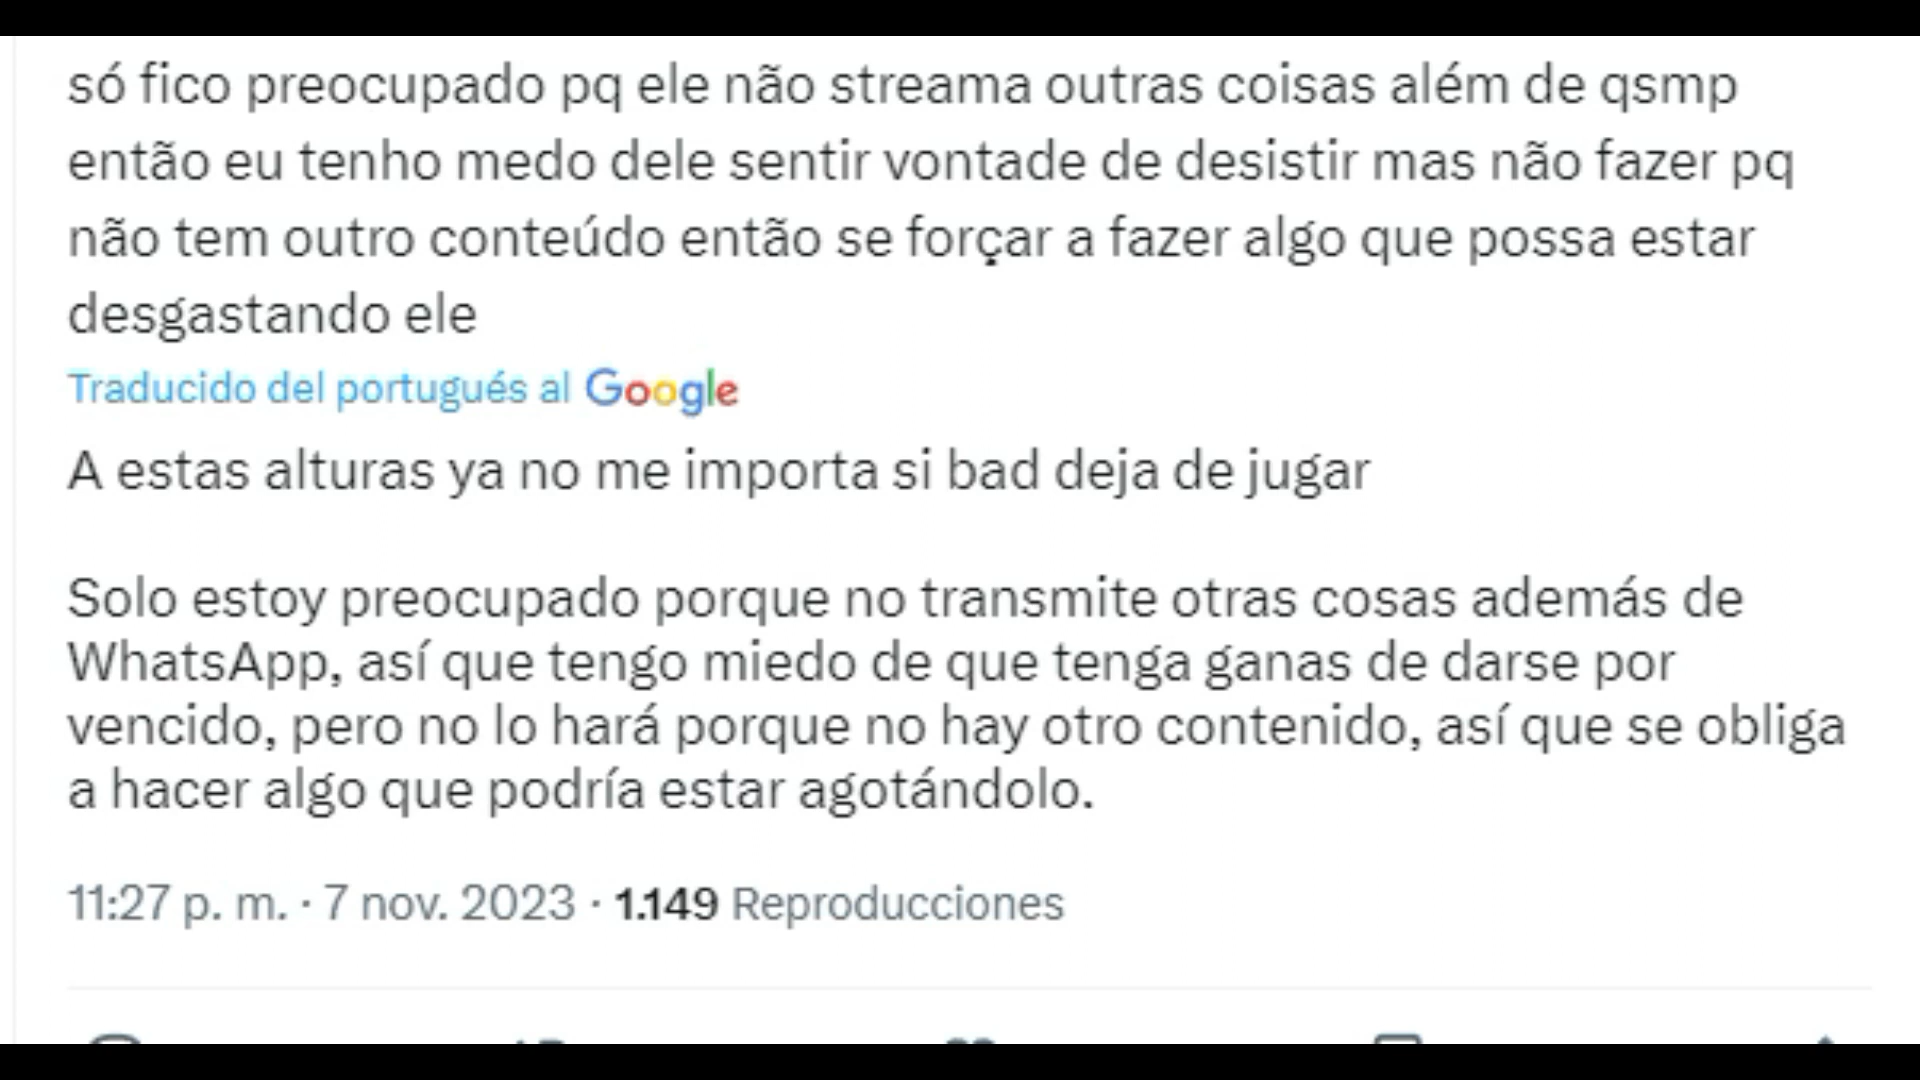 só fico preocupado pq ele não streama outras coisas além de qsmp
então eu tenho medo dele sentir vontade de desistir mas não fazer pq
não tem outro conteúdo então se forçar a fazer algo que possa estar
desgastando ele
Traducido del portugués al Google
A estas alturas ya no me importa si bad deja de jugar
Solo estoy preocupado porque no transmite otras cosas además de
WhatsApp, así que tengo miedo de que tenga ganas de darse por
vencido, pero no lo hará porque no hay otro contenido, así que se obliga
a hacer algo que podría estar agotándolo.
11:27 p. m. · 7 nov. 2023 · 1.149 Reproducciones